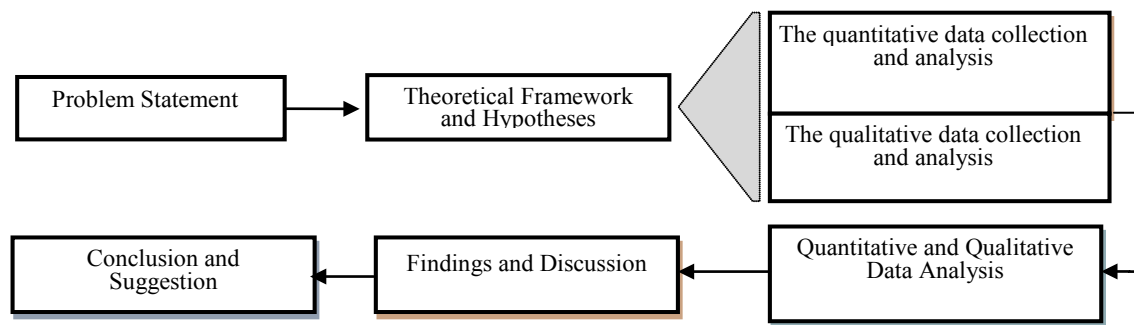 The quantitative data collection
and analysis
Problem Statement
Theoretical Framework
and Hypotheses
The qualitative data collection
and analysis
Conclusion and
Suggestion
Findings and Discussion
Quantitative and Qualitative
Data Analysis